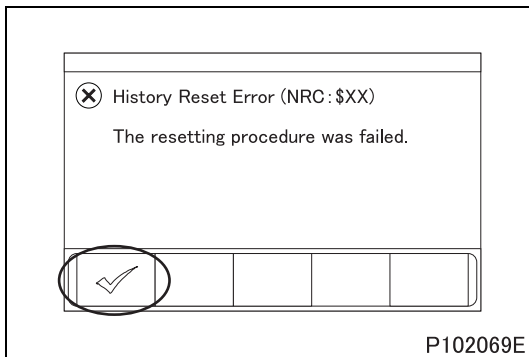 History Reset Error (NRC:$XX)
The resetting procedure was failed.
P102069E